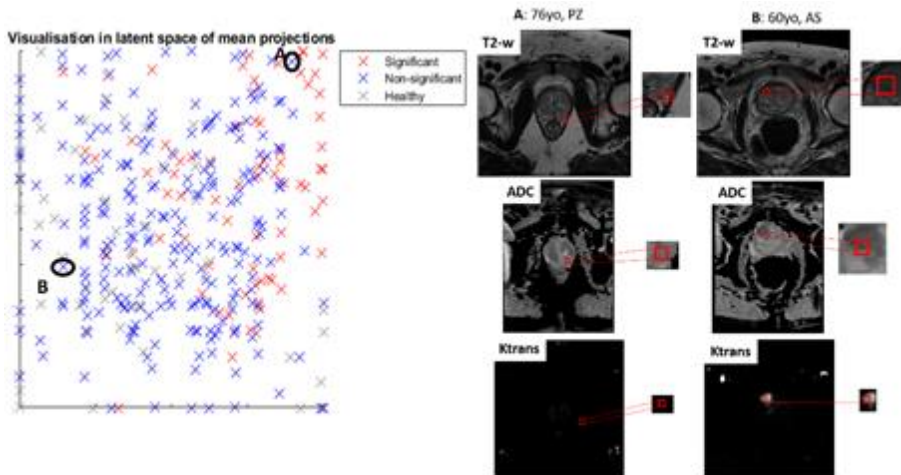 Visualisation in latent space of mean projections
A
B
Significant
Non-significant
Healthy
A: 76yo, PZ
T2-w
ADC
Ktrans
B: 60yo, AS
T2-w
ADC
Ktrans